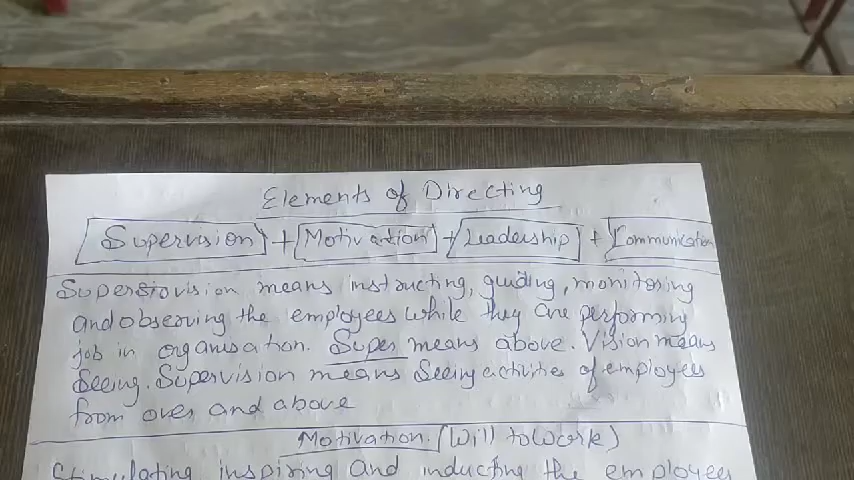 Elements of Directing
Supervision + Motivation + Leadership + Communication
Supersiovision means instructing, guiding, monitoring
and observing the employees while they are performing
job in organisation. Super means above. Vision means
Seeing. Supervision means Seeing activities of employees
from over and above
Motivation. (Will to Work)
Stimulating inspiring and inducting the employees